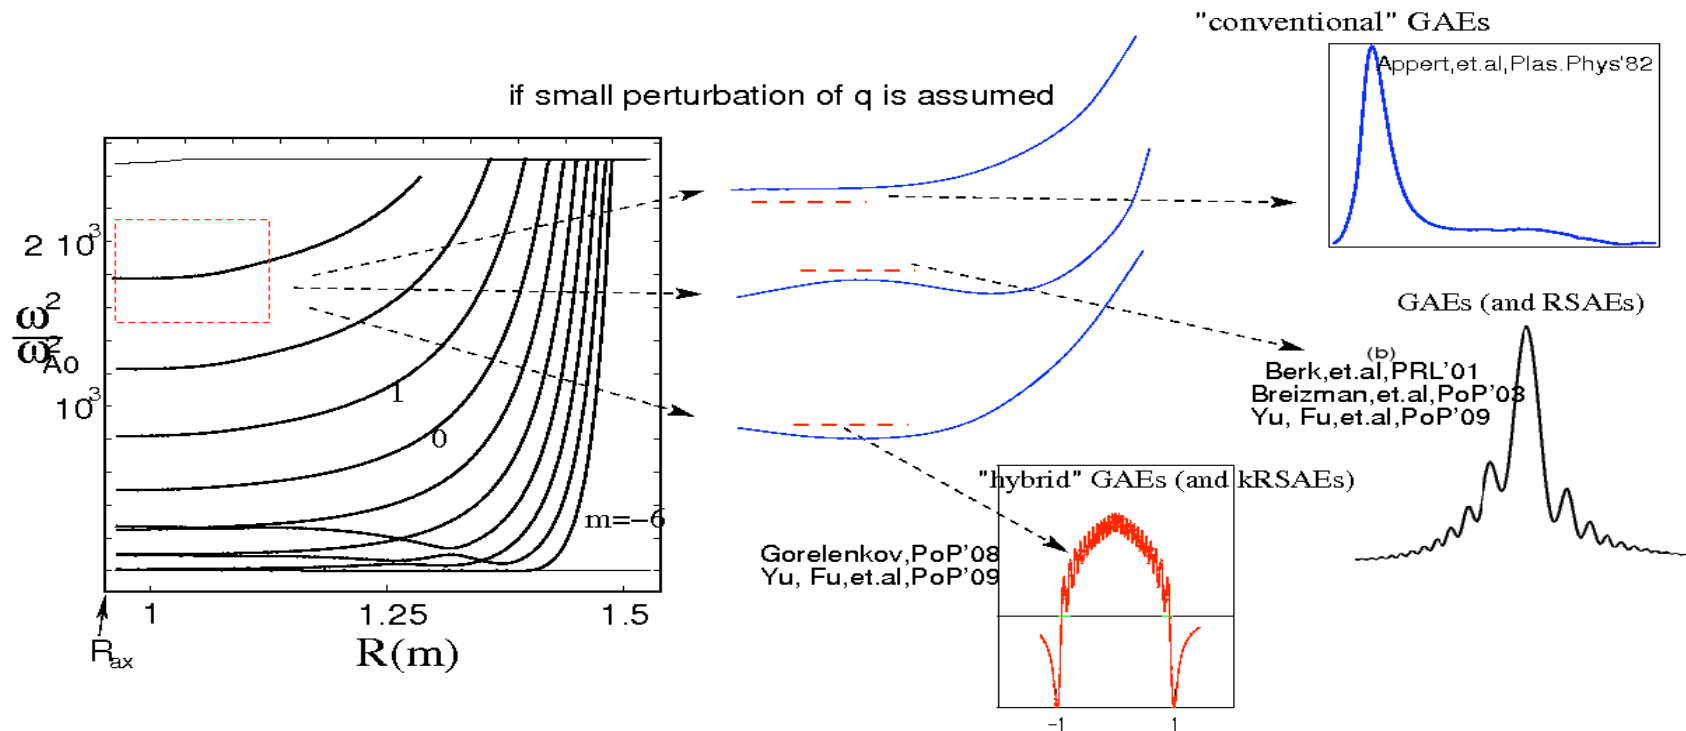 "conventional" GAEs
Appert,et.al,Plas.Phys'82
if small perturbation of q is assumed
2 10³
ω²
ω²A0
10³
1
0
m=-6
1
1.25
1.5
Rax
R(m)
GAEs (and RSAEs)
(b)
Berk,et.al,PRL'01
Breizman,et.al,PoP'03
Yu, Fu,et.al,PoP'09
"hybrid" GAEs (and kRSAEs)
Gorelenkov,PoP'08
Yu, Fu,et.al,PoP'09
-1
1